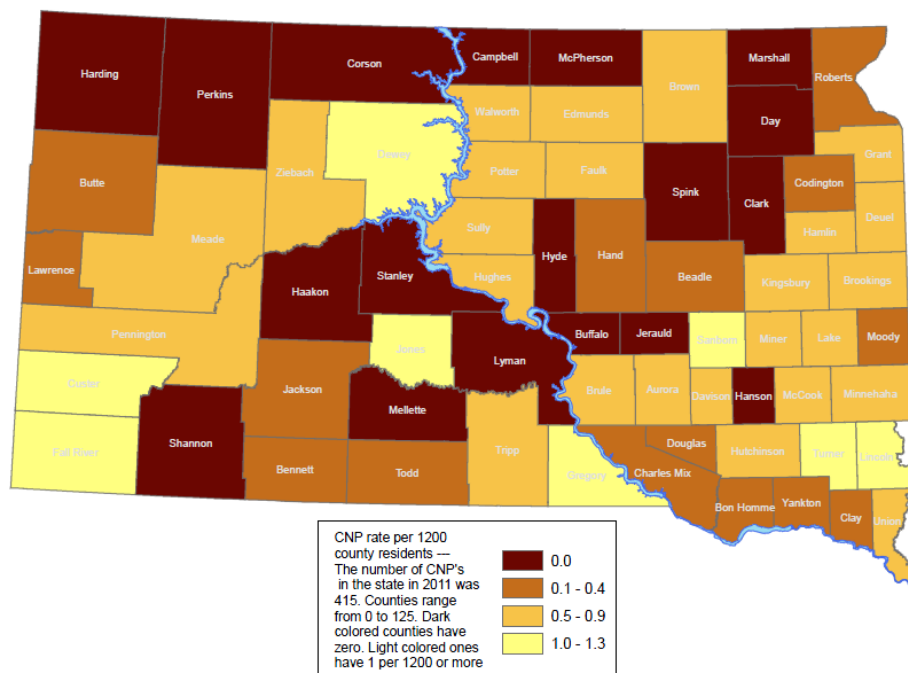 Harding
Perkins
Corson
Campbell
McPherson
Brown
Marshall
Roberts
Day
Walworth
Edmunds
Dewey
Ziebach
Butte
Potter
Faulk
Spink
Clark
Codington
Grant
Meade
Deuel
Hamlin
Sully
Hyde
Hand
Beadle
Lawrence
Stanley
Haakon
Hughes
Kingsbury
Brookings
Pennington
Jones
Lyman
Buffalo
Jerauld
Sanborn
Miner
Lake
Moody
Custer
Jackson
Mellette
Brule
Aurora
Davison
Hanson
McCook
Minnehaha
Shannon
Fall River
Bennett
Todd
Tripp
Gregory
Charles Mix
Douglas
Hutchinson
Turner
Lincoln
Bon Homme
Yankton
Clay
Union
CNP rate per 1200
county residents ---
The number of CNP's
in the state in 2011 was
415. Counties range
from 0 to 125. Dark
colored counties have
zero. Light colored ones
have 1 per 1200 or more
0.0
0.1 - 0.4
0.5 - 0.9
1.0 - 1.3